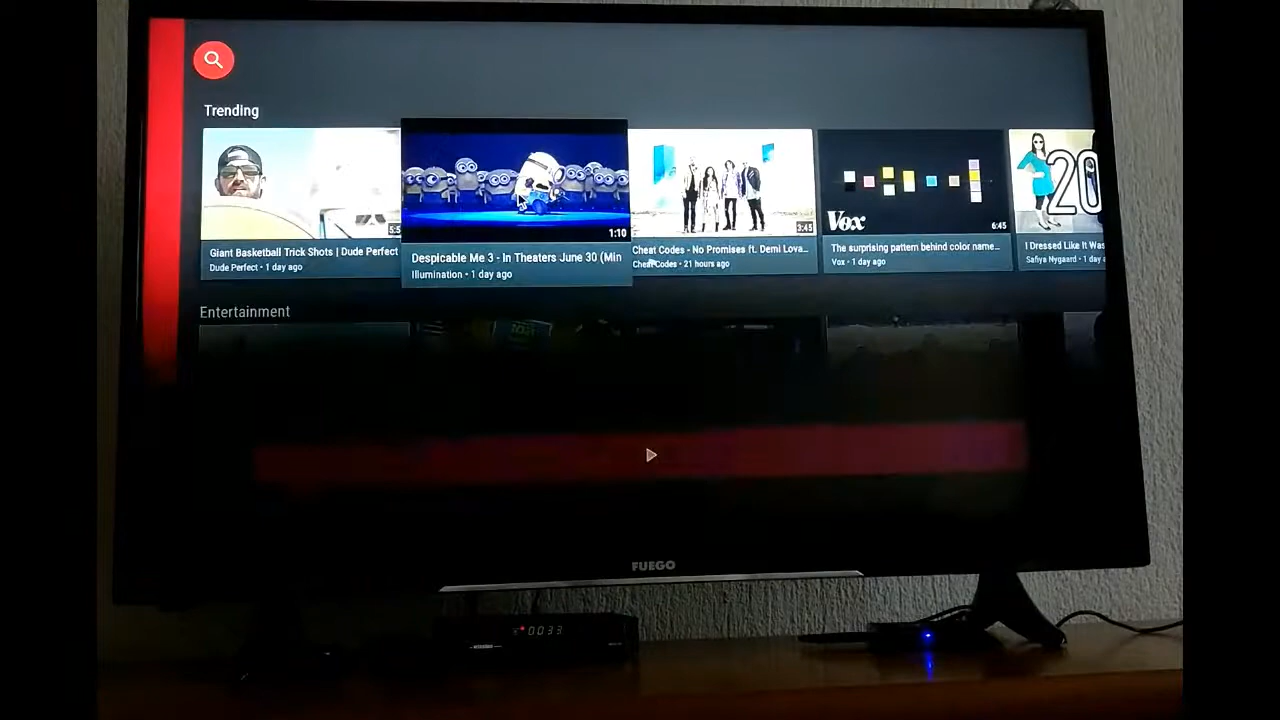 Trending
5:5
Giant Basketball Trick Shots | Dude Perfect
Dude Perfect • 1 day ago
1:10
Despicable Me 3 - In Theaters June 30 (Min
Illumination • 1 day ago
3:45
Cheat Codes - No Promises ft. Demi Lova...
CheatCodes • 21 hours ago
Vox
6:45
The surprising pattern behind color name...
Vox • 1 day ago
20
I Dressed Like It Was
Safiya Nygaard • 1 day a
Entertainment
FUEGO
0033